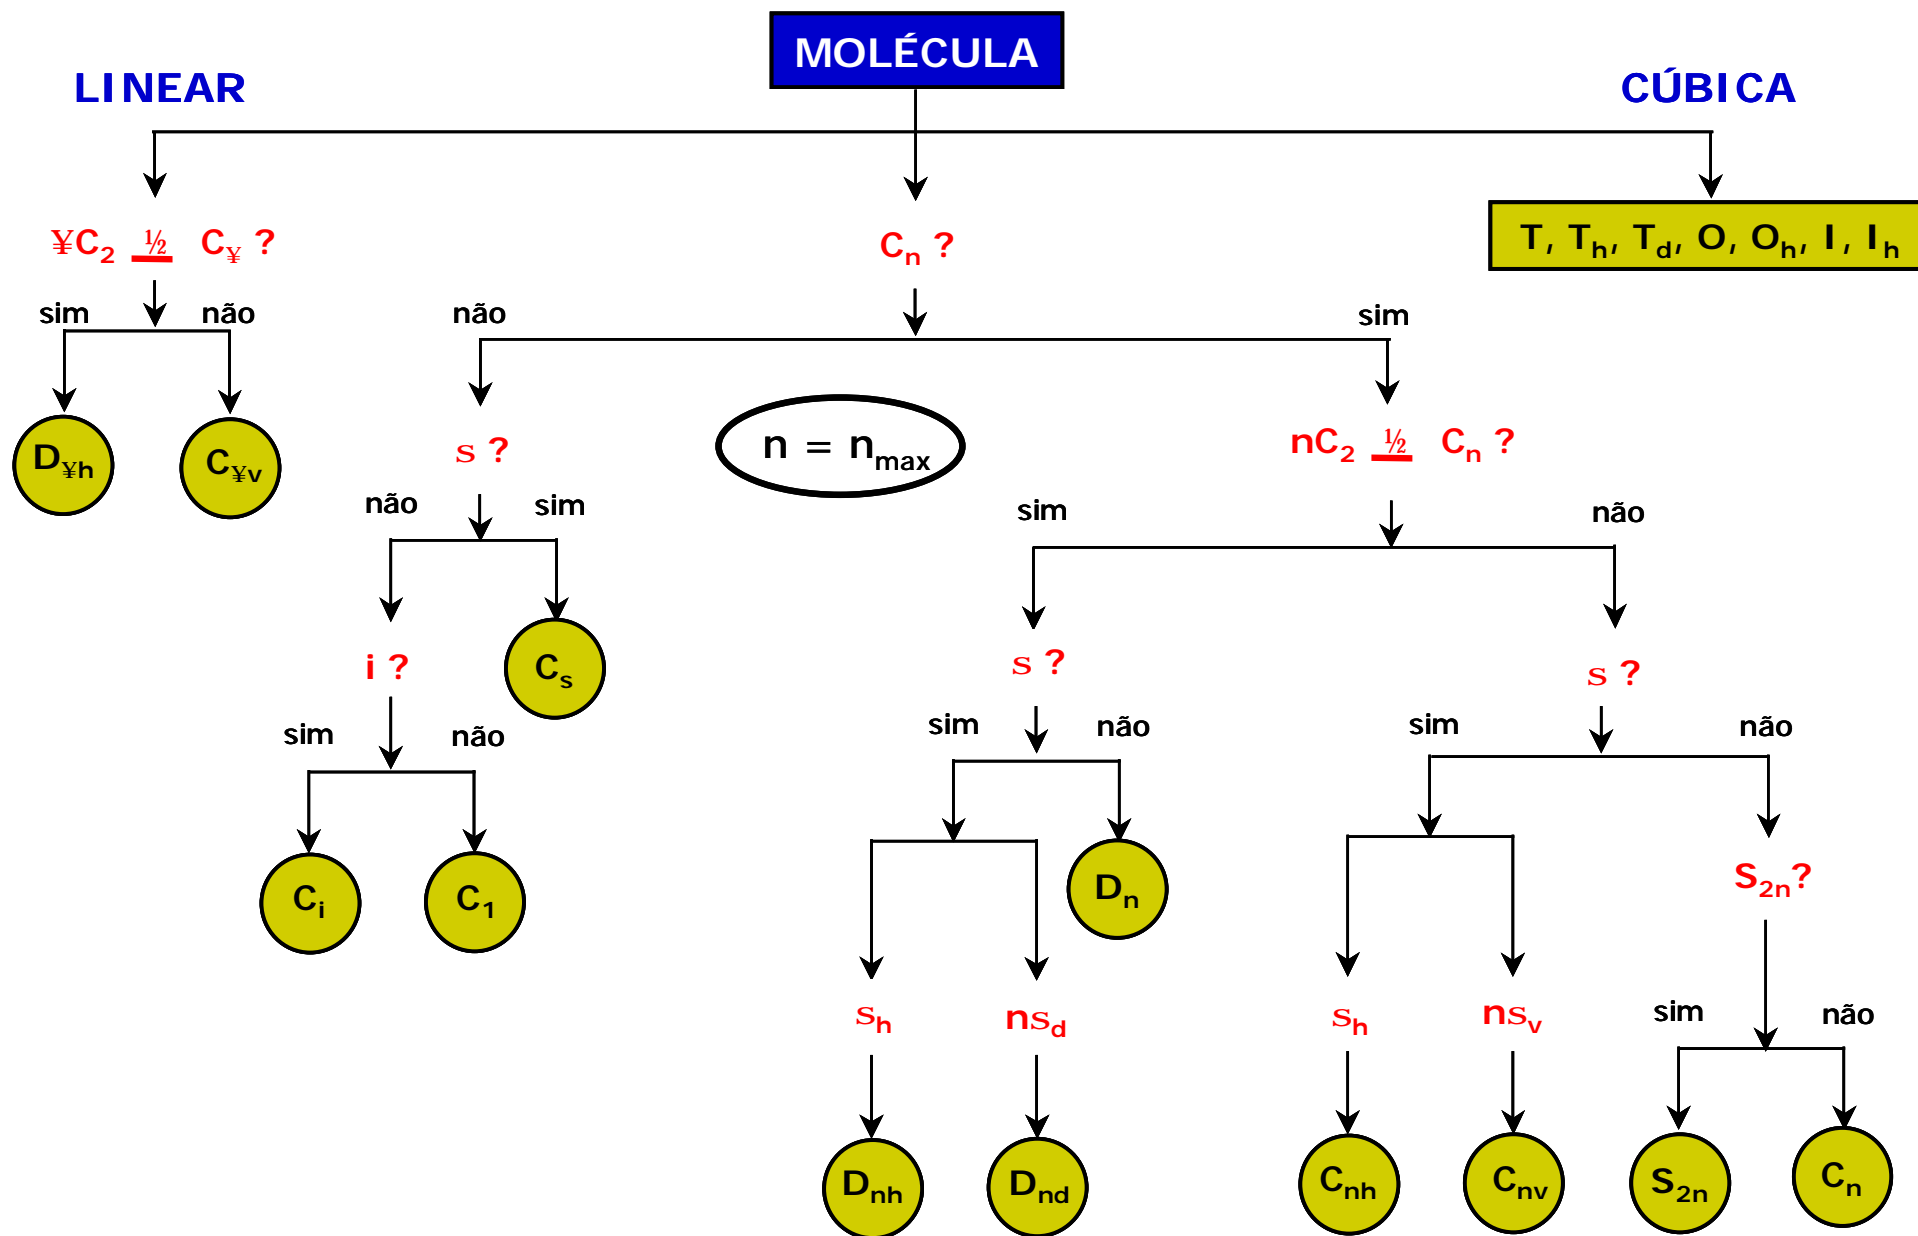 MOLÉCULA
LINEAR
CÚBICA
¥C2 ½ C¥ ?
Cn ?
T, Th, Td, O, Oh, I, Ih
sim
não
não
sim
D¥h
C¥v
s ?
n = nmax
nC2 ½ Cn ?
não
sim
sim
não
i ?
Cs
s ?
s ?
sim
não
sim
não
sim
não
Ci
C1
Dn
S2n?
sh
nsd
sh
nsv
sim
não
Dnh
Dnd
Cnh
Cnv
S2n
Cn